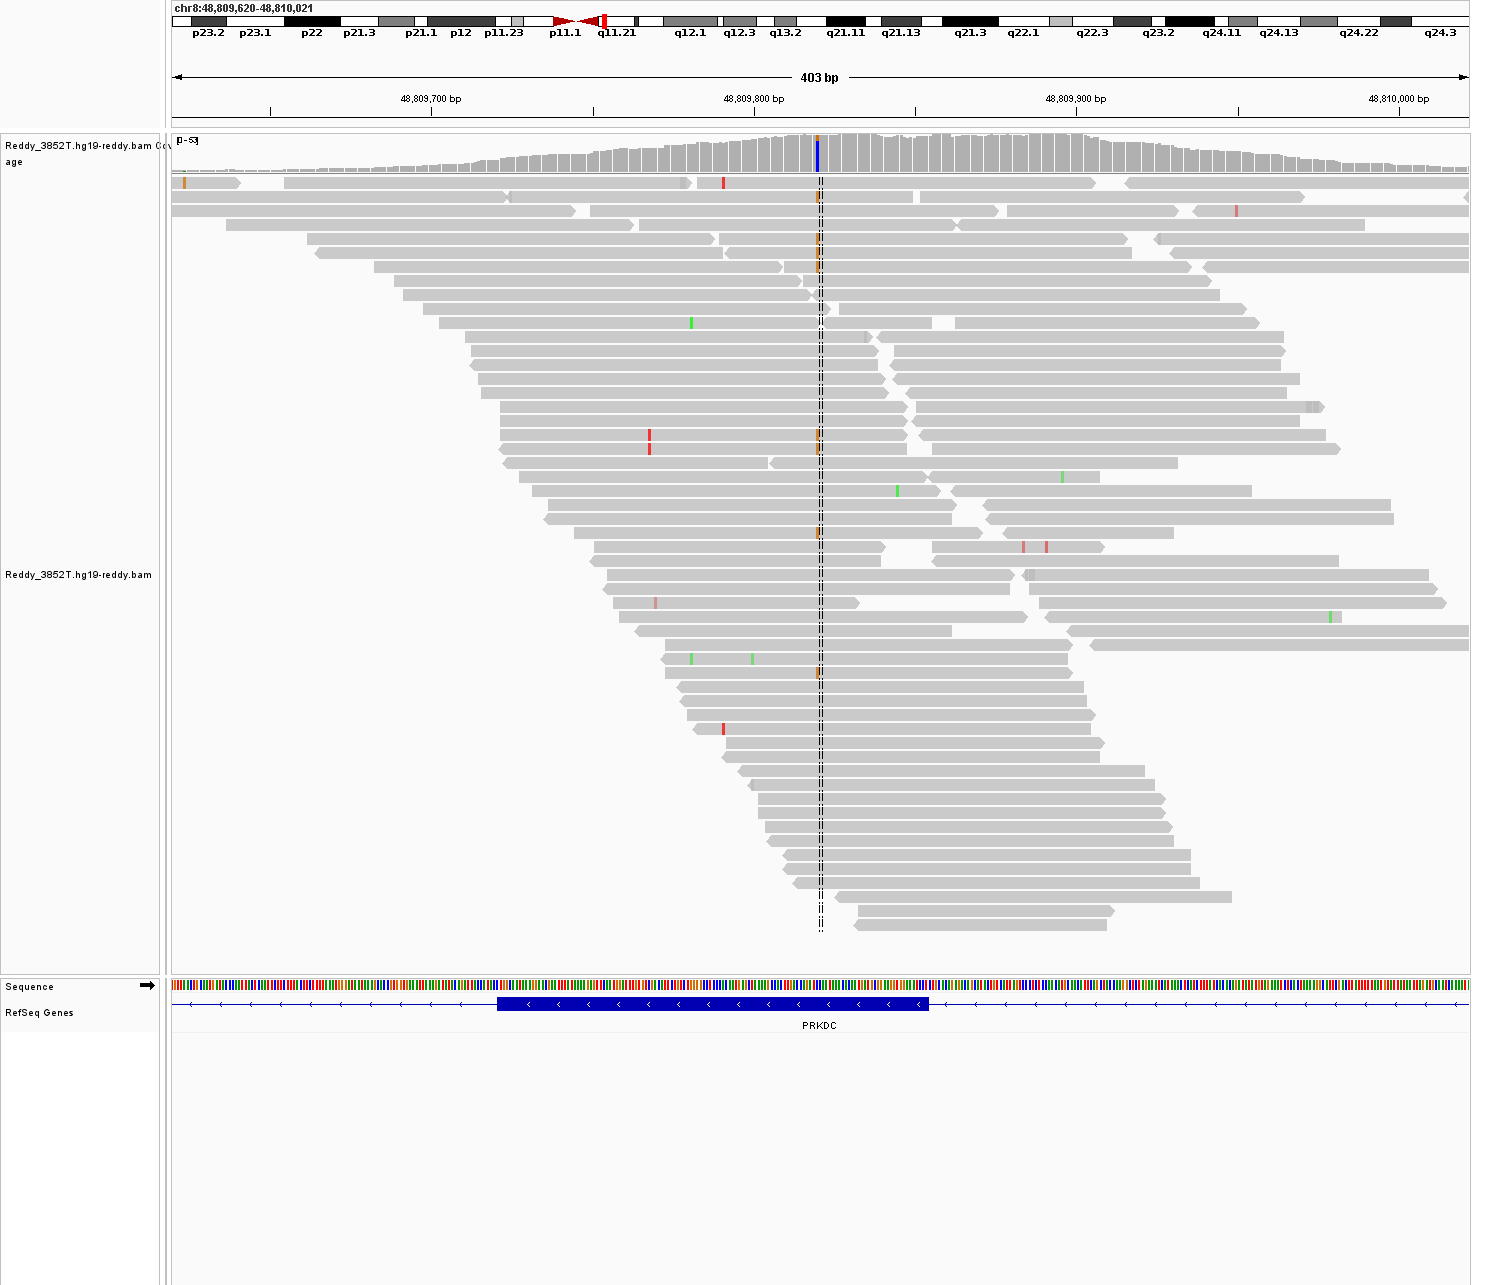 chr8:48,809,620-48,810,021
p23.2 p23.1 p22 p21.3 p21.1 p12 p11.23 p11.1 q11.21 q12.1 q12.3 q13.2 q21.11 q21.13 q21.3 q22.1 q22.3 q23.2 q24.11 q24.13 q24.22 q24.3
403 bp
48,809,700 bp 48,809,800 bp 48,809,900 bp 48,810,000 bp
Reddy_3852T.hg19-reddy.bam Cov
age
Reddy_3852T.hg19-reddy.bam
Sequence
RefSeq Genes
PRKDC